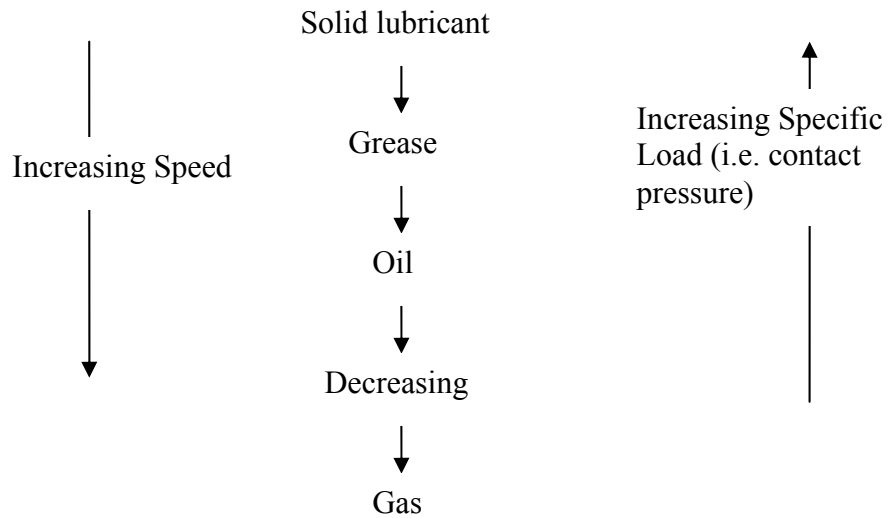 Solid lubricant
Grease
Increasing Speed
Increasing Specific
Load (i.e. contact
pressure)
Oil
Decreasing
Gas